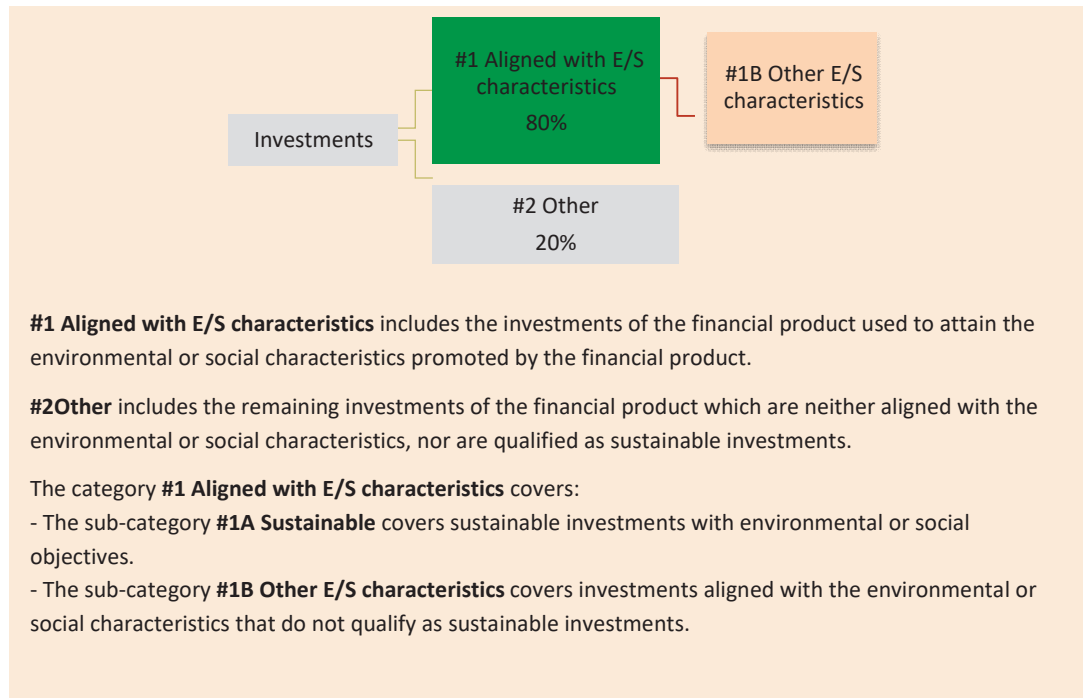 #1 Aligned with E/S
characteristics
80%
#1B Other E/S
characteristics
Investments
#2 Other
20%
#1 Aligned with E/S characteristics includes the investments of the financial product used to attain the
environmental or social characteristics promoted by the financial product.
#2Other includes the remaining investments of the financial product which are neither aligned with the
environmental or social characteristics, nor are qualified as sustainable investments.
The category #1 Aligned with E/S characteristics covers:
- The sub-category #1A Sustainable covers sustainable investments with environmental or social
objectives.
- The sub-category #1B Other E/S characteristics covers investments aligned with the environmental or
social characteristics that do not qualify as sustainable investments.